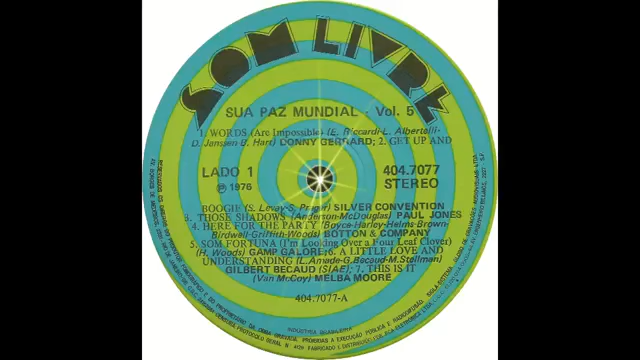 SOM LIVRE
SUA PAZ MUNDIAL - Vol. 5
1. WORDS (Are Impossible) (E. Riccardi-L. Albertelli-
D. Janssen-B. Hart) DONNY GERRARD; 2. GET UP AND
LADO 1
404.7077
℗ 1976
STEREO
BOOGIE (S. Levay-S. Prager) SILVER CONVENTION
3. THOSE SHADOWS (Anderson-McDouglas) PAUL JONES
4. HERE FOR THE PARTY (Boyce-Harley-Helms-Brown-
Birdwell-Griffith-Woods) BOTTON & COMPANY
5. SOM FORTUNA (I'm Looking Over a Four Leaf Clover)
(H. Woods) GAMP GALORE; 6. A LITTLE LOVE AND
UNDERSTANDING (L. Amade-G. Becaud-M. Stellman)
GILBERT BECAUD (SIAE); 7. THIS IS IT
(Van McCoy) MELBA MOORE
404.7077-A
INDÚSTRIA BRASILEIRA